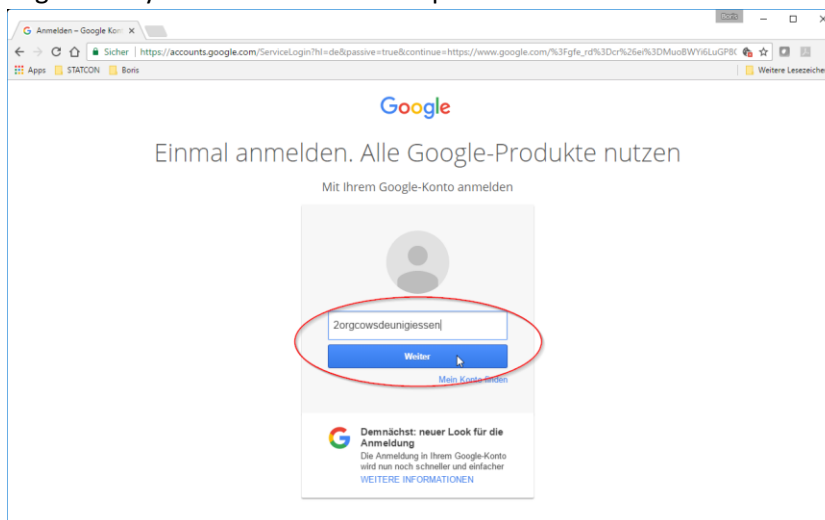 Boris
Anmelden – Google Kon
Sicher | https://accounts.google.com/ServiceLogin?hl=de&passive=true&continue=https://www.google.com/%3Fgfe_rd%3Dcr%26ei%3DMuoBWYi6LuGP8(
Apps STATCON Boris Weitere Lesezeichen
Google
Einmal anmelden. Alle Google-Produkte nutzen
Mit Ihrem Google-Konto anmelden
2orgcowsdeunigiessen
Weiter
Mein Konto finden
Demnächst: neuer Look für die
Anmeldung
Die Anmeldung in Ihrem Google-Konto
wird nun noch schneller und einfacher
WEITERE INFORMATIONEN